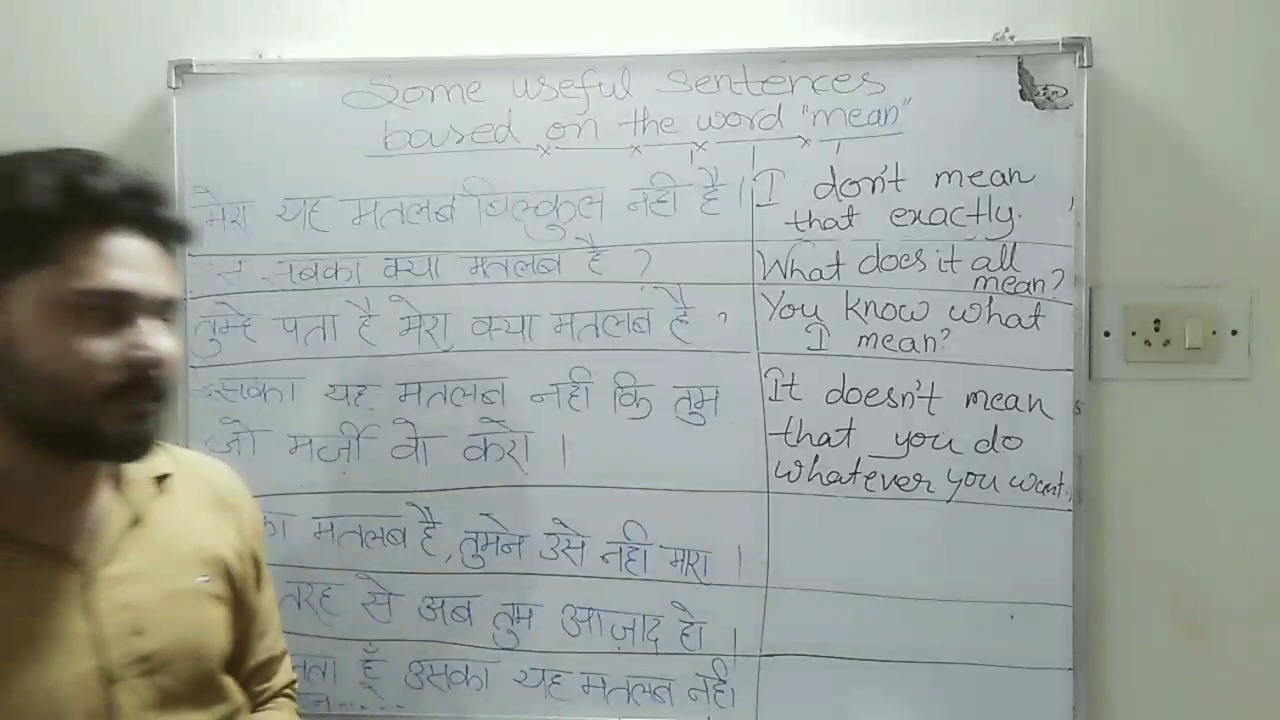 Some useful sentences
based on the word "mean"
मेरा यह मतलब बिल्कुल नही है। I don't mean
that exactly.
सबका क्या मतलब है ? What does it all
mean?
तुम्हे पता है मेरा क्या मतलब है ? You know what
I mean?
इसका यह मतलब नही कि तुम It doesn't mean
जो मर्ज़ी वो करो । that you do
whatever you want.
मतलब है, तुमने उसे नही मारा ।
तरह से अब तुम आज़ाद हो ।
हूँ उसका यह मतलब नही